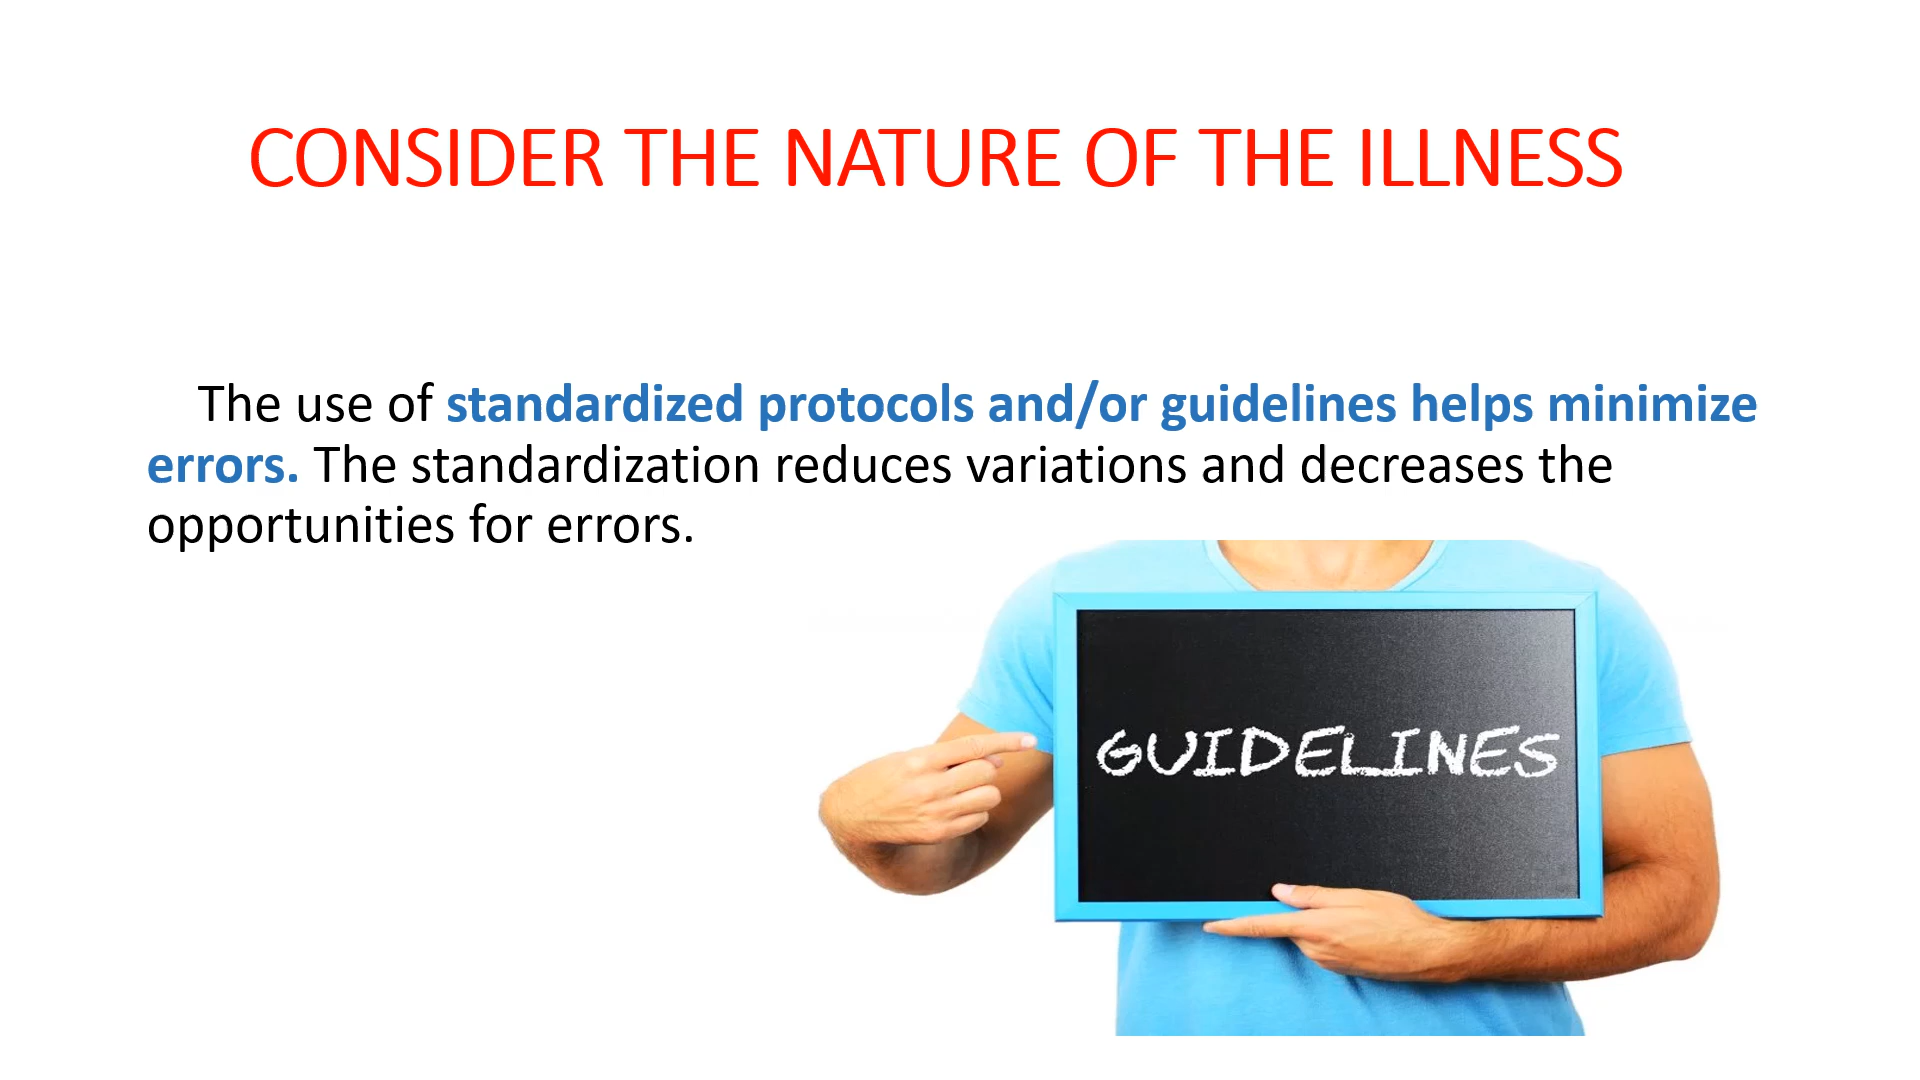 CONSIDER THE NATURE OF THE ILLNESS
The use of standardized protocols and/or guidelines helps minimize
errors. The standardization reduces variations and decreases the
opportunities for errors.
GUIDELINES